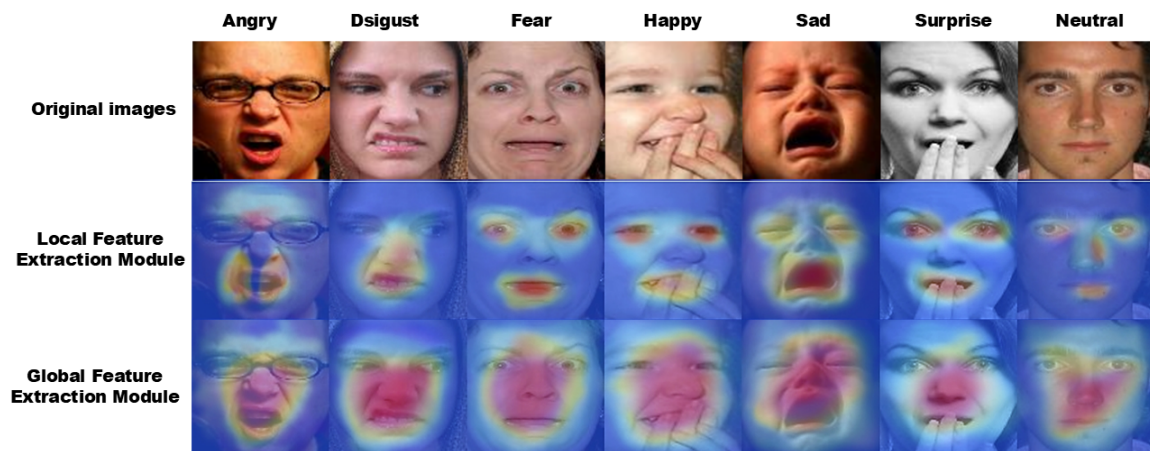 Angry Dsigust Fear Happy Sad Surprise Neutral
Original images
Local Feature
Extraction Module
Global Feature
Extraction Module